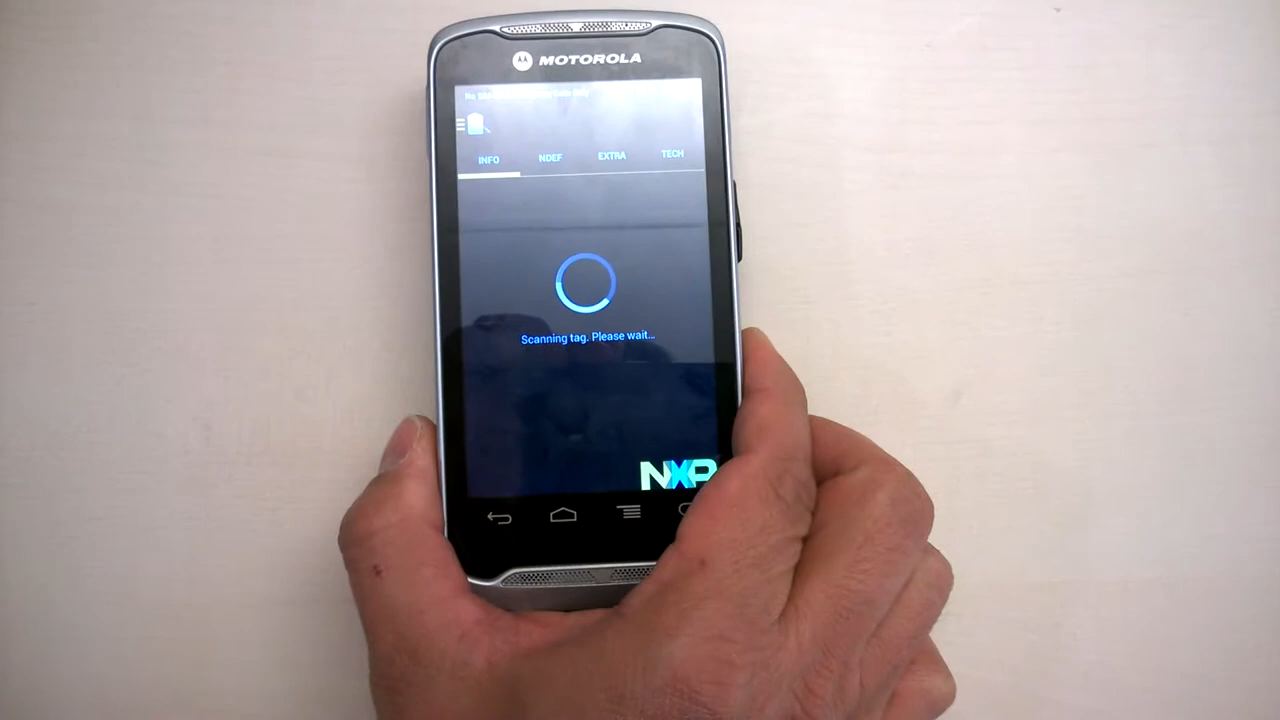 MOTOROLA
INFO NDEF EXTRA TECH
Scanning tag. Please wait...
NXP